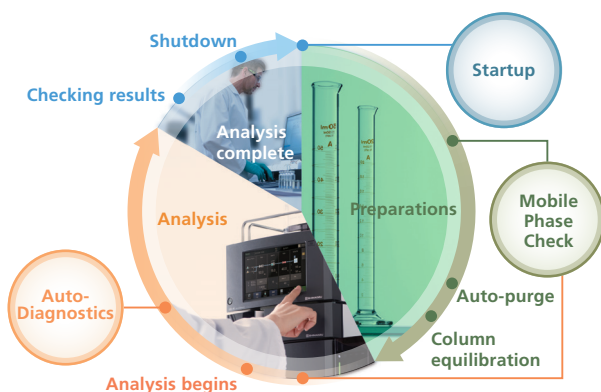 Shutdown
Startup
Checking results
Analysis
complete
Analysis
Preparations
Mobile
Phase
Check
Auto-
Diagnostics
Auto-purge
Column
equilibration
Analysis begins